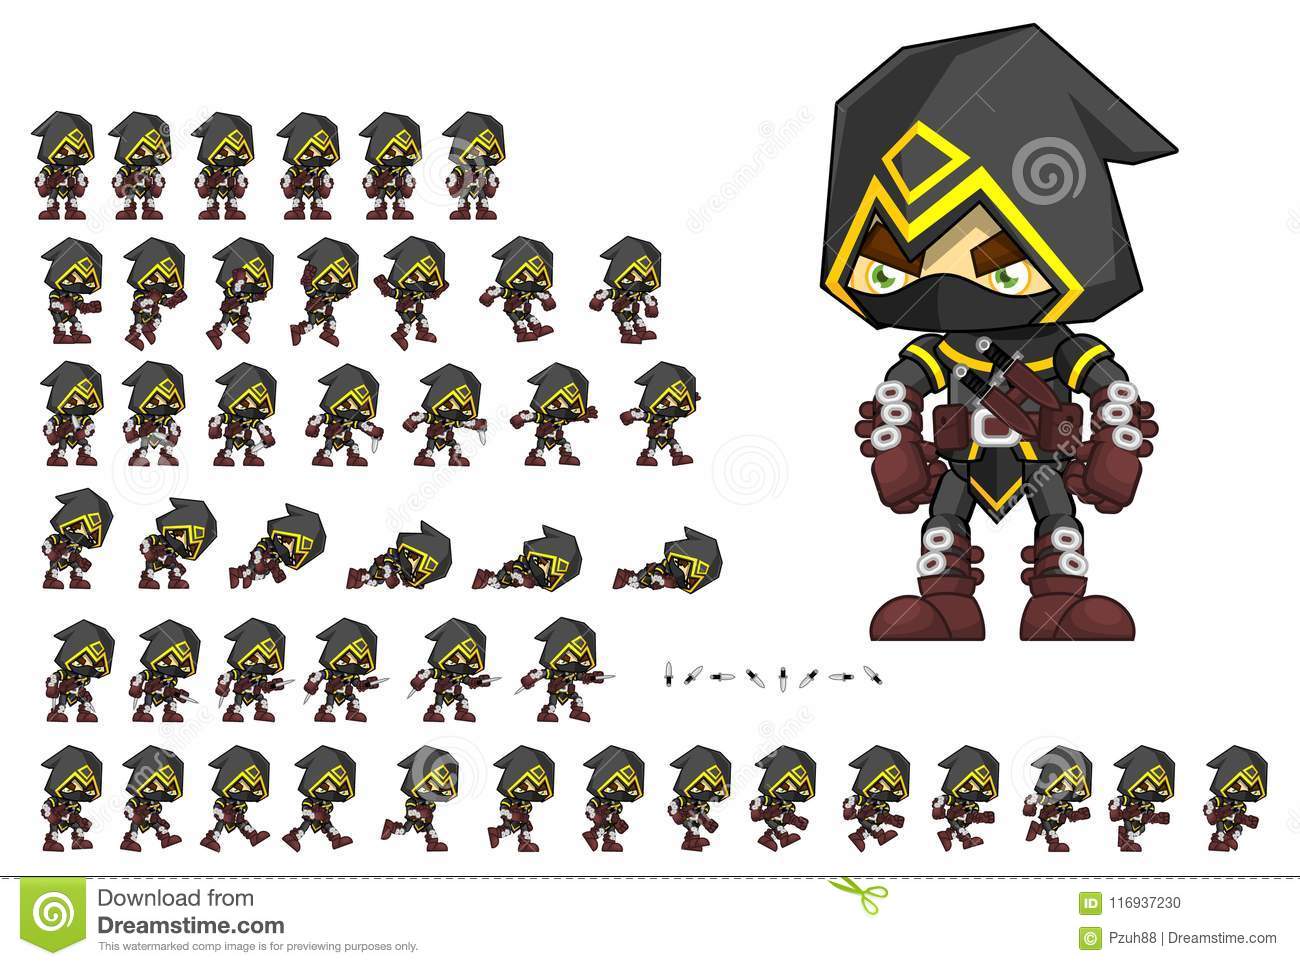 Download from
Dreamstime.com
This watermarked comp image is for previewing purposes only.
ID 116937230
© Pzuh88 | Dreamstime.com